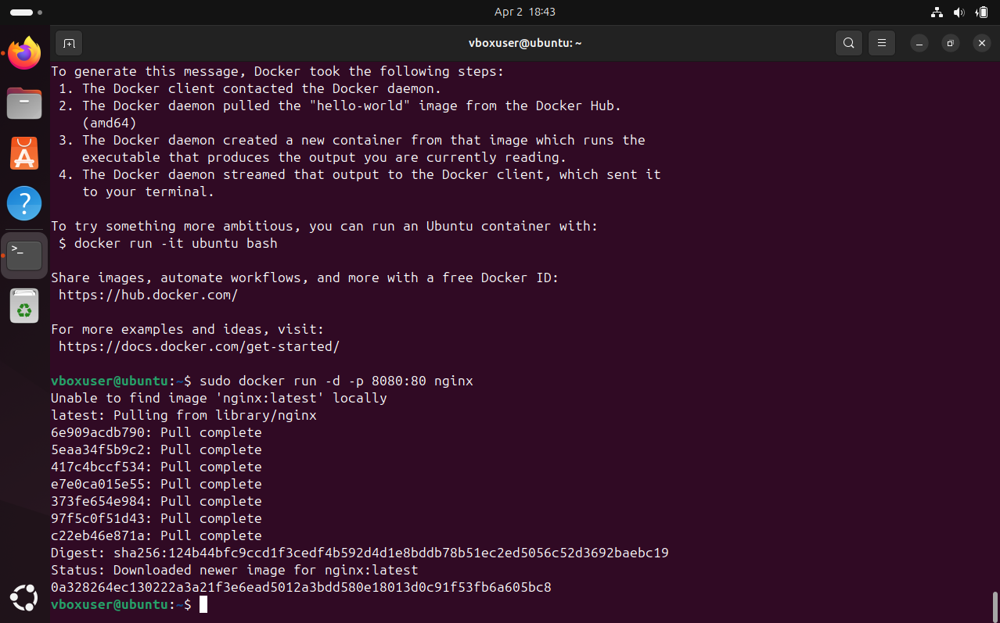 Apr 2  18:43
vboxuser@ubuntu: ~
To generate this message, Docker took the following steps:
 1. The Docker client contacted the Docker daemon.
 2. The Docker daemon pulled the "hello-world" image from the Docker Hub.
    (amd64)
 3. The Docker daemon created a new container from that image which runs the
    executable that produces the output you are currently reading.
 4. The Docker daemon streamed that output to the Docker client, which sent it
    to your terminal.

To try something more ambitious, you can run an Ubuntu container with:
 $ docker run -it ubuntu bash

Share images, automate workflows, and more with a free Docker ID:
 https://hub.docker.com/

For more examples and ideas, visit:
 https://docs.docker.com/get-started/

vboxuser@ubuntu:~$ sudo docker run -d -p 8080:80 nginx
Unable to find image 'nginx:latest' locally
latest: Pulling from library/nginx
6e909acdb790: Pull complete
5eaa34f5b9c2: Pull complete
417c4bccf534: Pull complete
e7e0ca015e55: Pull complete
373fe654e984: Pull complete
97f5c0f51d43: Pull complete
c22eb46e871a: Pull complete
Digest: sha256:124b44bfc9ccd1f3cedf4b592d4d1e8bddb78b51ec2ed5056c52d3692baebc19
Status: Downloaded newer image for nginx:latest
0a328264ec130222a3a21f3e6ead5012a3bdd580e18013d0c91f53fb6a605bc8
vboxuser@ubuntu:~$